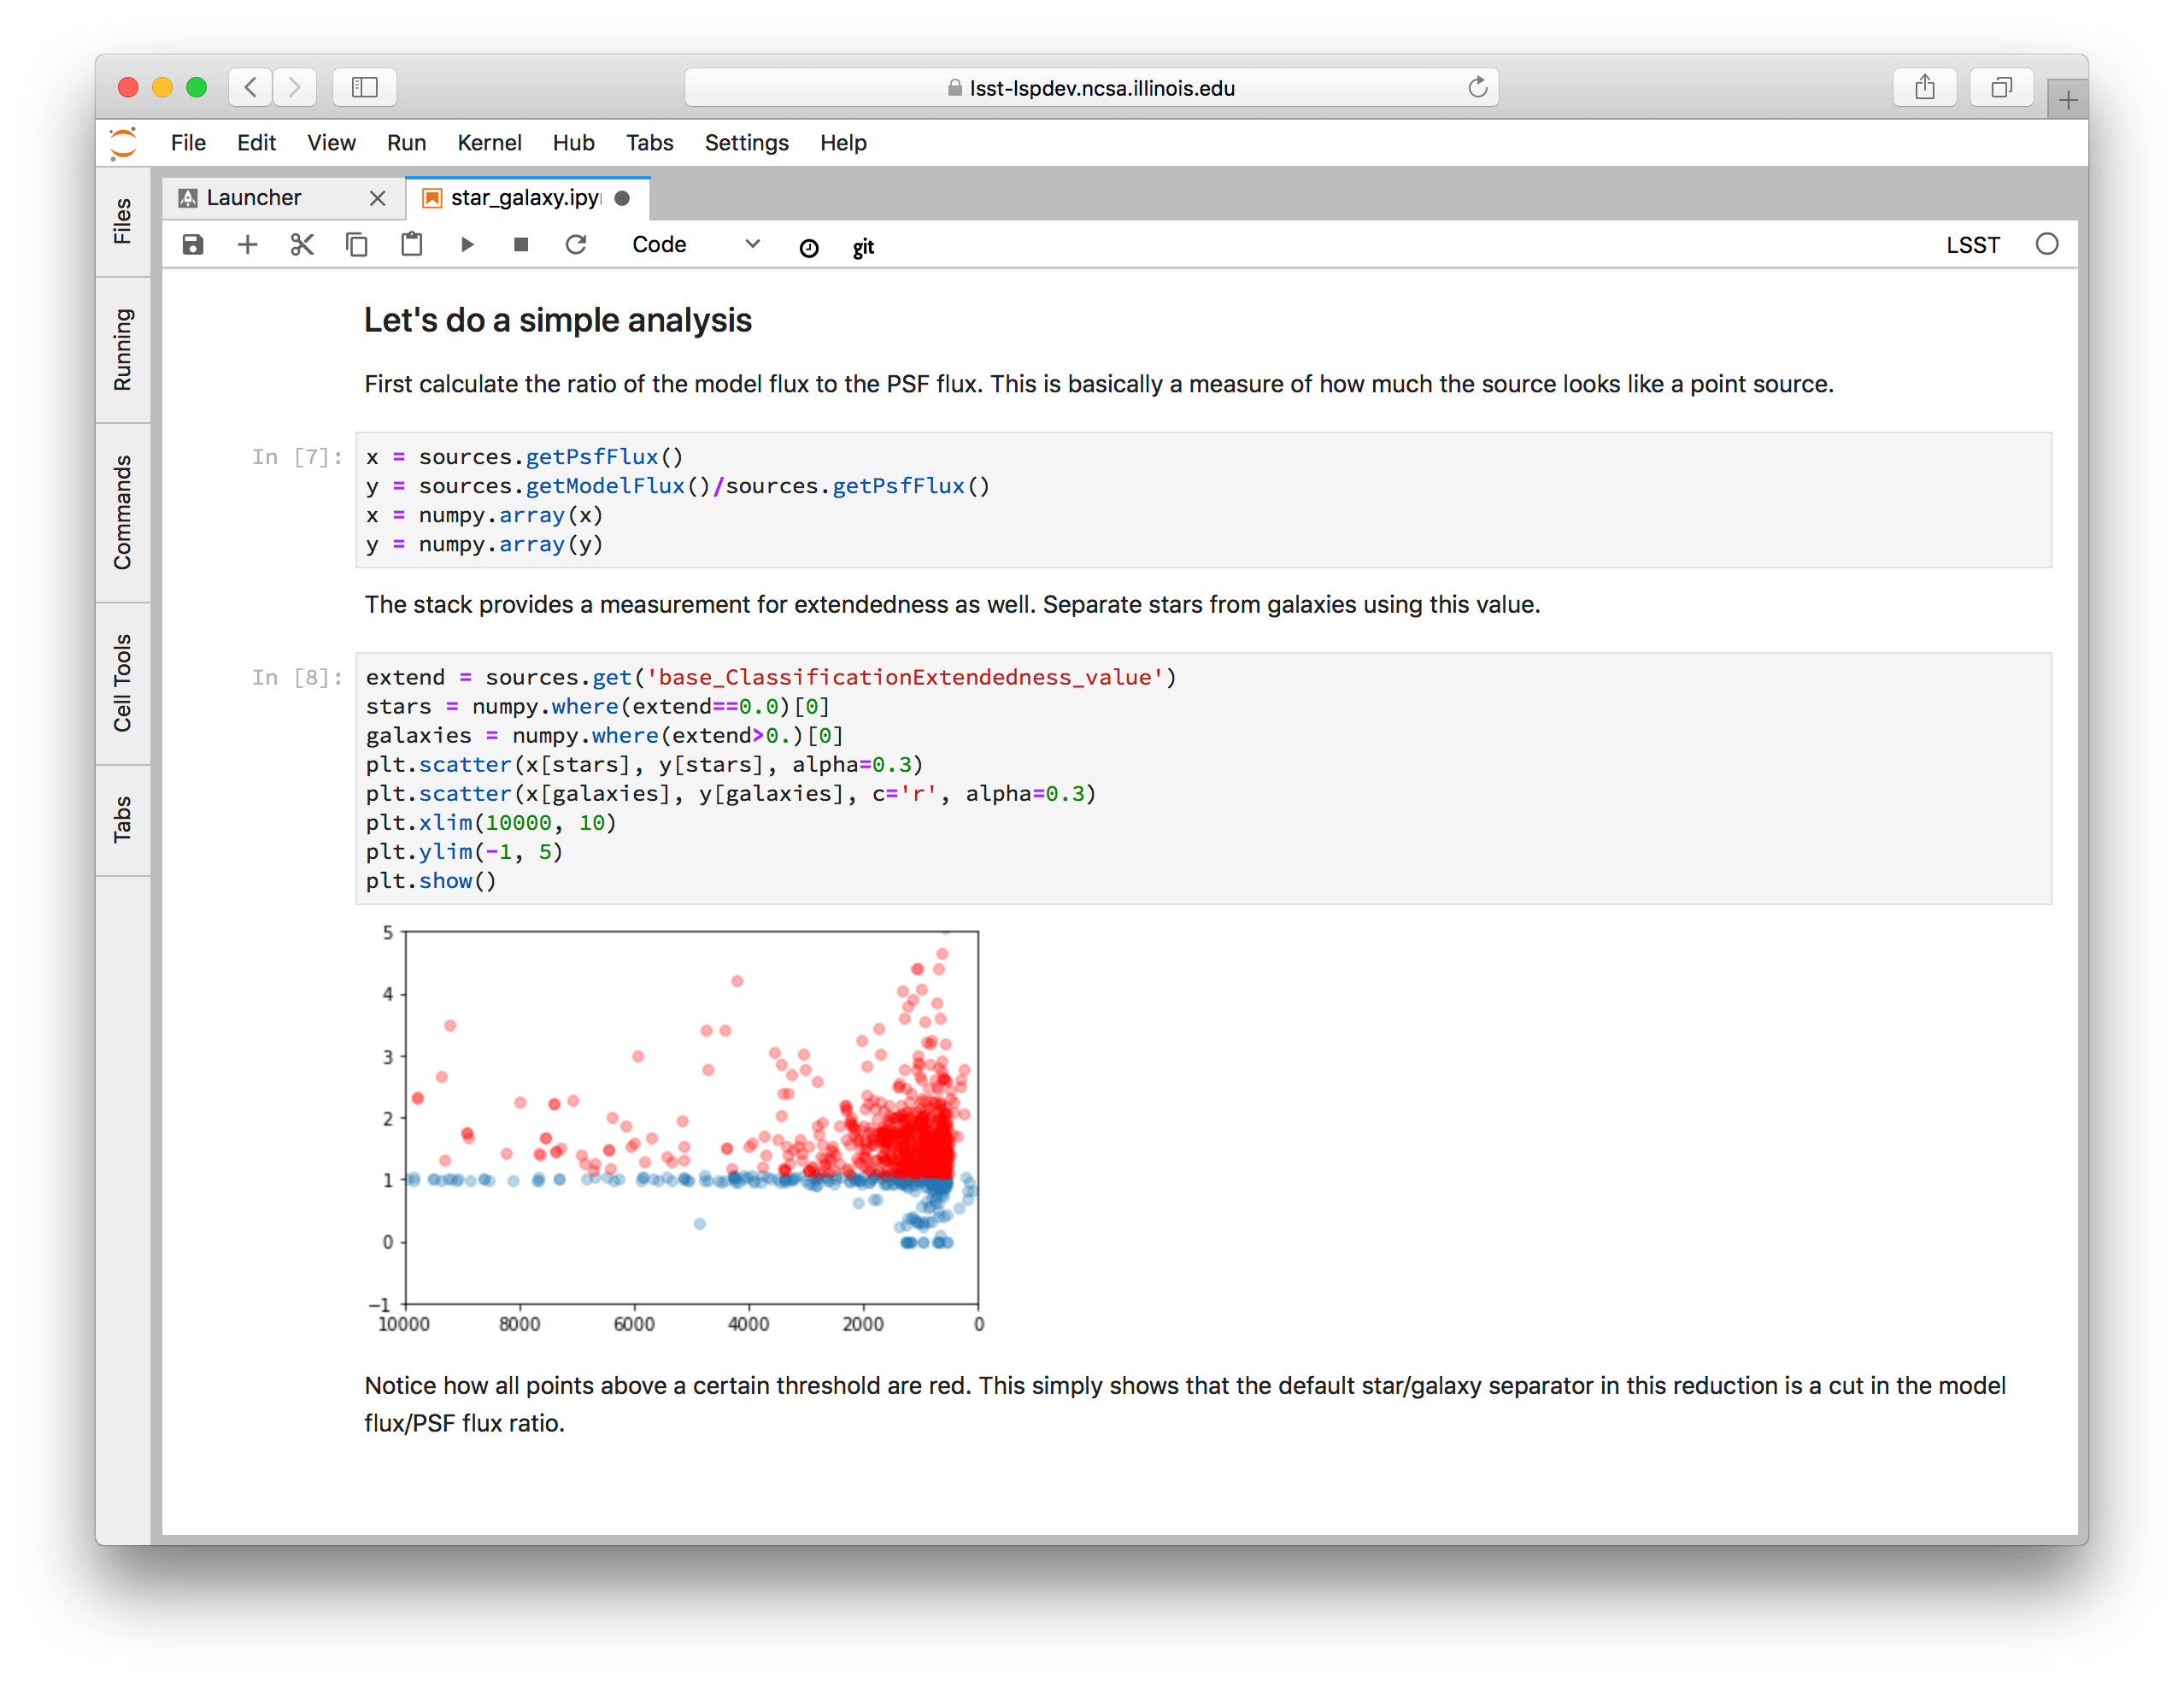 lsst-lspdev.ncsa.illinois.edu
File Edit View Run Kernel Hub Tabs Settings Help
Launcher star_galaxy.ipy
Code git LSST
Files
Running
Commands
Cell Tools
Tabs
Let's do a simple analysis
First calculate the ratio of the model flux to the PSF flux. This is basically a measure of how much the source looks like a point source.
In [7]:
x = sources.getPsfFlux()
y = sources.getModelFlux()/sources.getPsfFlux()
x = numpy.array(x)
y = numpy.array(y)
The stack provides a measurement for extendedness as well. Separate stars from galaxies using this value.
In [8]:
extend = sources.get('base_ClassificationExtendedness_value')
stars = numpy.where(extend==0.0)[0]
galaxies = numpy.where(extend>0.)[0]
plt.scatter(x[stars], y[stars], alpha=0.3)
plt.scatter(x[galaxies], y[galaxies], c='r', alpha=0.3)
plt.xlim(10000, 10)
plt.ylim(-1, 5)
plt.show()
5
4
3
2
1
0
−1
10000 8000 6000 4000 2000 0
Notice how all points above a certain threshold are red. This simply shows that the default star/galaxy separator in this reduction is a cut in the model
flux/PSF flux ratio.